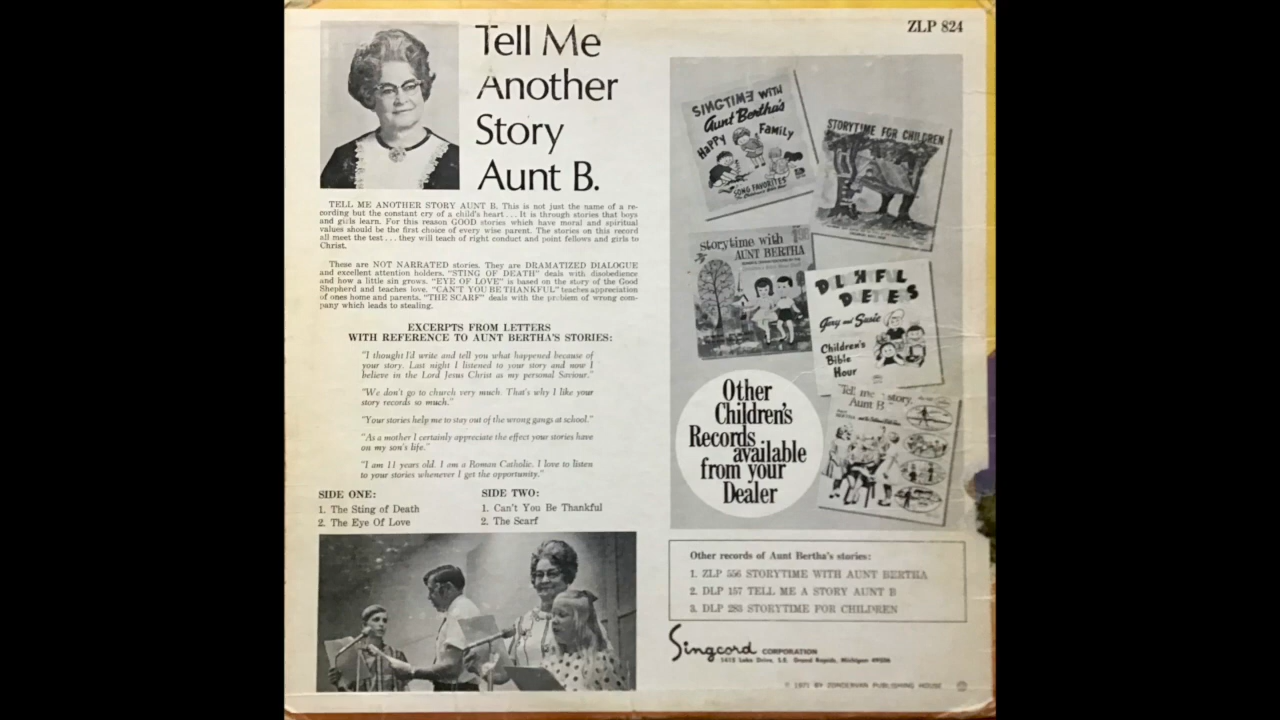 Tell Me
Another
Story
Aunt B.
TELL ME ANOTHER STORY AUNT B. This is not just the name of a re-
cording but the constant cry of a child's heart . . . It is through stories that boys
and girls learn. For this reason GOOD stories which have moral and spiritual
values should be the first choice of every wise parent. The stories on this record
all meet the test . . . they will teach of right conduct and point fellows and girls to
Christ.
These are NOT NARRATED stories. They are DRAMATIZED DIALOGUE
and excellent attention holders. "STING OF DEATH" deals with disobedience
and how a little sin grows. "EYE OF LOVE" is based on the story of the Good
Shepherd and teaches love. "CAN'T YOU BE THANKFUL" teaches appreciation
of ones home and parents. "THE SCARF" deals with the problem of wrong com-
pany which leads to stealing.
EXCERPTS FROM LETTERS
WITH REFERENCE TO AUNT BERTHA'S STORIES:
"I thought I'd write and tell you what happened because of
your story. Last night I listened to your story and now I
believe in the Lord Jesus Christ as my personal Saviour."
"We don't go to church very much. That's why I like your
story records so much."
"Your stories help me to stay out of the wrong gangs at school."
"As a mother I certainly appreciate the effect your stories have
on my son's life."
"I am 11 years old. I am a Roman Catholic. I love to listen
to your stories whenever I get the opportunity."
SIDE ONE:
1. The Sting of Death
2. The Eye Of Love
SIDE TWO:
1. Can't You Be Thankful
2. The Scarf
ZLP 824
SINGTIME WITH
Aunt Bertha's
HAPPY FAMILY
SONG FAVORITES
STORYTIME FOR CHILDREN
storytime with
AUNT BERTHA
DELIGHTFUL
DUETTERS
Gary and Susie
Children's
Bible
Hour
Tell me story
Aunt B
Other
Children's
Records
available
from your
Dealer
Other records of Aunt Bertha's stories:
1. ZLP 556 STORYTIME WITH AUNT BERTHA
2. DLP 157 TELL ME A STORY AUNT B
3. DLP 283 STORYTIME FOR CHILDREN
Singcord CORPORATION
1415 Lake Drive, S.E. Grand Rapids, Michigan 49506
1971 BY ZONDERVAN PUBLISHING HOUSE